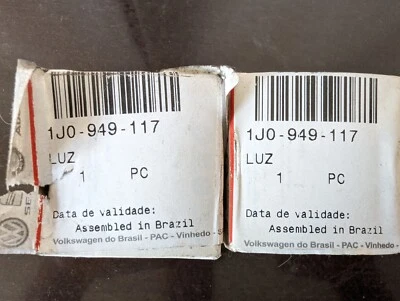 1J0-949-117
LUZ
1 PC
Data de validade:
Assembled in Brazil
Volkswagen do Brasil - PAC - Vinhedo -
1J0-949-117
LUZ
1 PC
Data de validade:
Assembled in Brazil
Volkswagen do Brasil - PAC - Vinhedo -